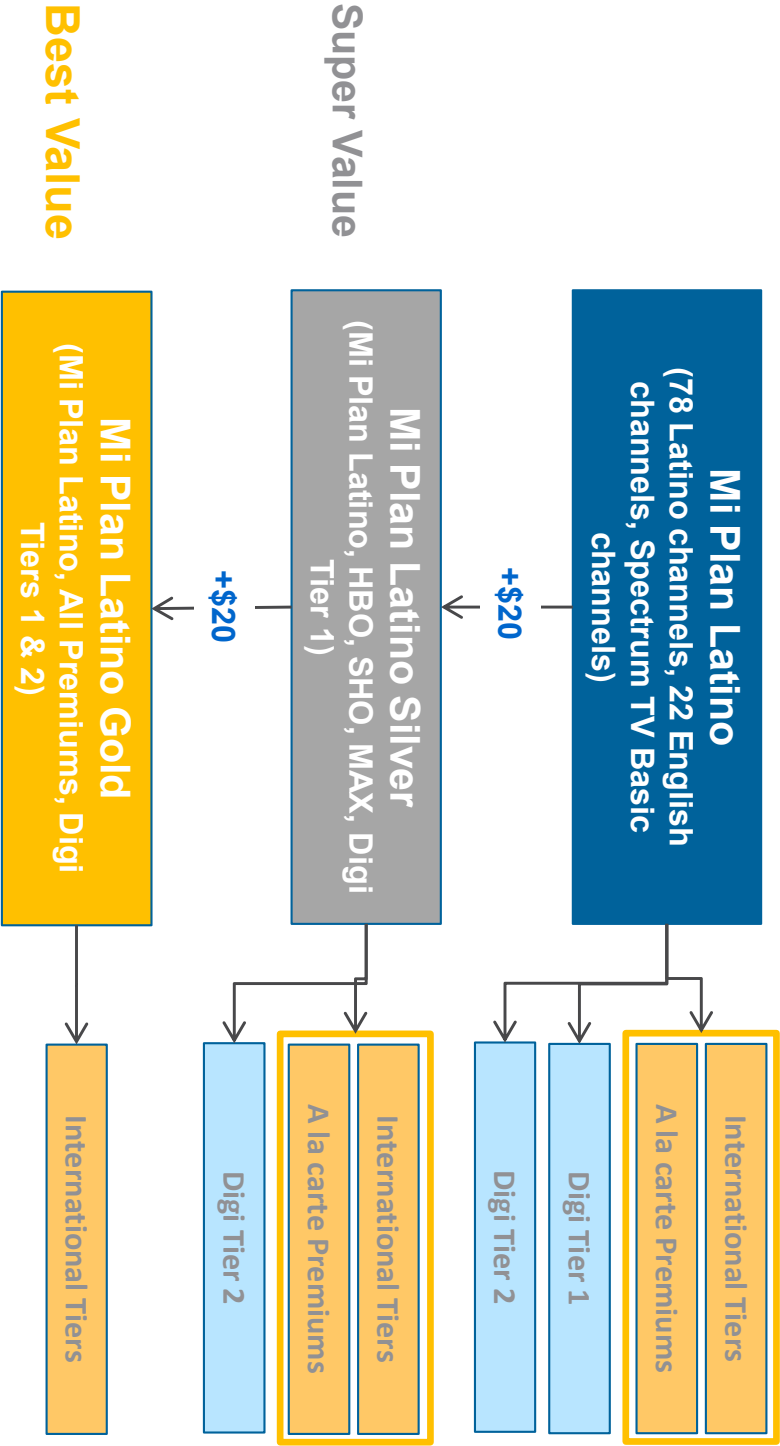 Mi Plan Latino
(78 Latino channels, 22 English
channels, Spectrum TV Basic
channels)
International Tiers
A la carte Premiums
Digi Tier 1
Digi Tier 2
+$20
Super Value
Mi Plan Latino Silver
(Mi Plan Latino, HBO, SHO, MAX, Digi
Tier 1)
International Tiers
A la carte Premiums
Digi Tier 2
+$20
Best Value
Mi Plan Latino Gold
(Mi Plan Latino, All Premiums, Digi
Tiers 1 & 2)
International Tiers